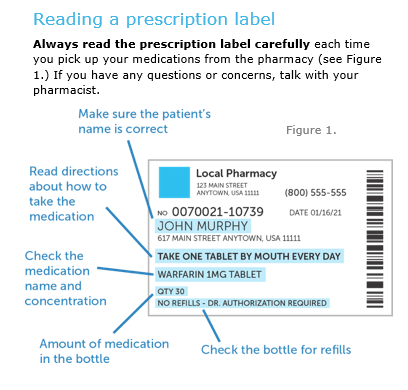 Reading a prescription label
Always read the prescription label carefully each time
you pick up your medications from the pharmacy (see Figure
1.) If you have any questions or concerns, talk with your
pharmacist.
Make sure the patient's
name is correct
Figure 1.
Read directions
about how to
take the
medication
Check the
medication
name and
concentration
Local Pharmacy
123 MAIN STREET
ANYTOWN, USA 11111
(800) 555-555
NO 0070021-10739
DATE 01/16/21
JOHN MURPHY
617 MAIN STREET ANYTOWN, USA 11111
TAKE ONE TABLET BY MOUTH EVERY DAY
WARFARIN 1MG TABLET
QTY 30
NO REFILLS - DR. AUTHORIZATION REQUIRED
Amount of medication
in the bottle
Check the bottle for refills